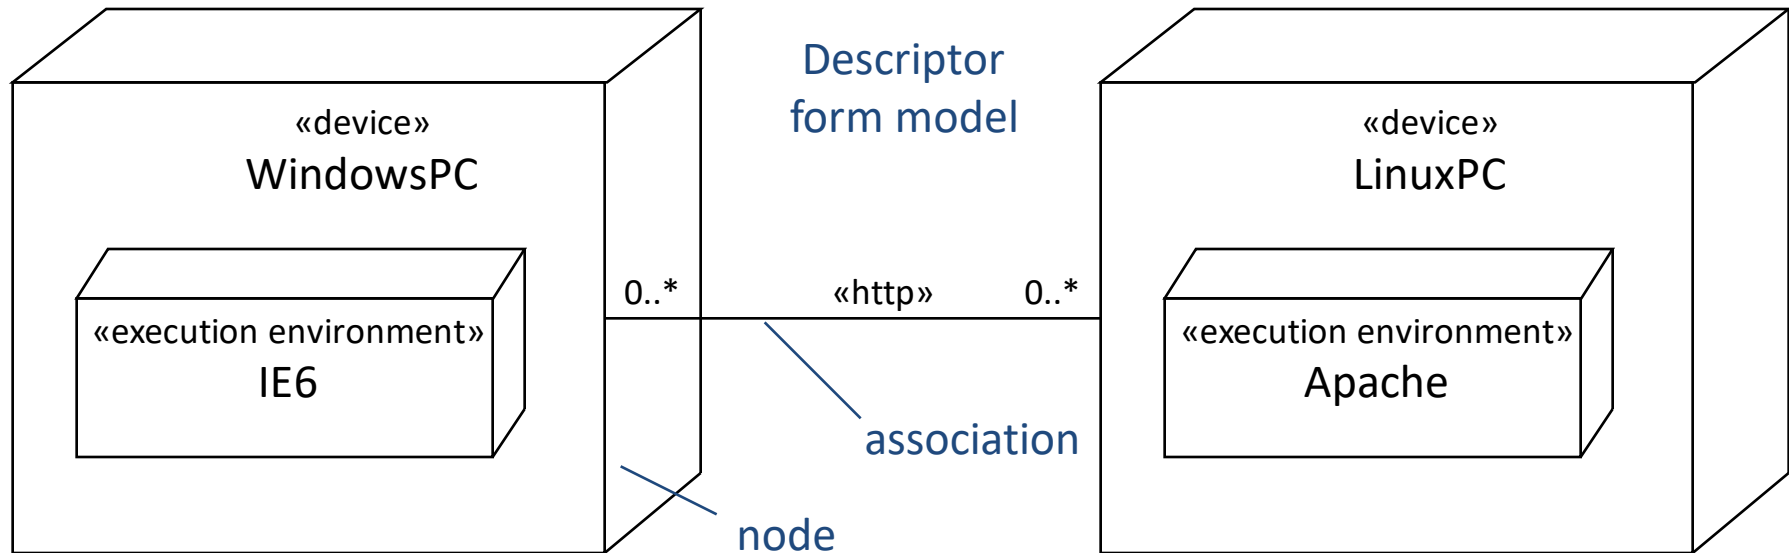 Descriptor
form model
«device»
WindowsPC
«execution environment»
IE6
0..*
«http»
0..*
«device»
LinuxPC
«execution environment»
Apache
association
node